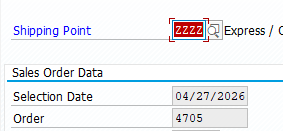 Shipping Point ZZZZ Express / C
Sales Order Data
Selection Date 04/27/2026
Order 4705